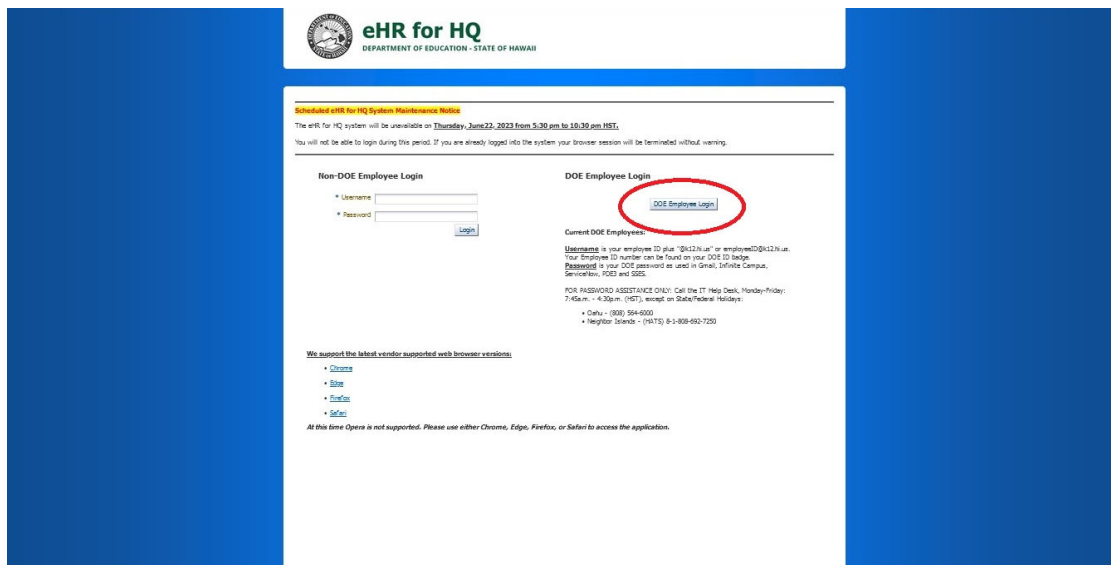 eHR for HQ
DEPARTMENT OF EDUCATION - STATE OF HAWAII
Scheduled eHR for HQ System Maintenance Notice
The eHR for HQ system will be unavailable on Thursday, June22, 2023 from 5:30 pm to 10:30 pm HST.
You will not be able to login during this period. If you are already logged into the system your browser session will be terminated without warning.
Non-DOE Employee Login
* Username
* Password
Login
DOE Employee Login
DOE Employee Login
Current DOE Employees:
Username is your employee ID plus "@k12.hi.us" or employeeID@k12.hi.us.
Your Employee ID number can be found on your DOE ID badge.
Password is your DOE password as used in Gmail, Infinite Campus,
ServiceNow, PDE3 and SSES.
FOR PASSWORD ASSISTANCE ONLY: Call the IT Help Desk, Monday-Friday:
7:45a.m. - 4:30p.m. (HST), except on State/Federal Holidays:
• Oahu - (808) 564-6000
• Neighbor Islands - (HATS) 8-1-808-692-7250
We support the latest vendor supported web browser versions:
• Chrome
• Edge
• Firefox
• Safari
At this time Opera is not supported. Please use either Chrome, Edge, Firefox, or Safari to access the application.